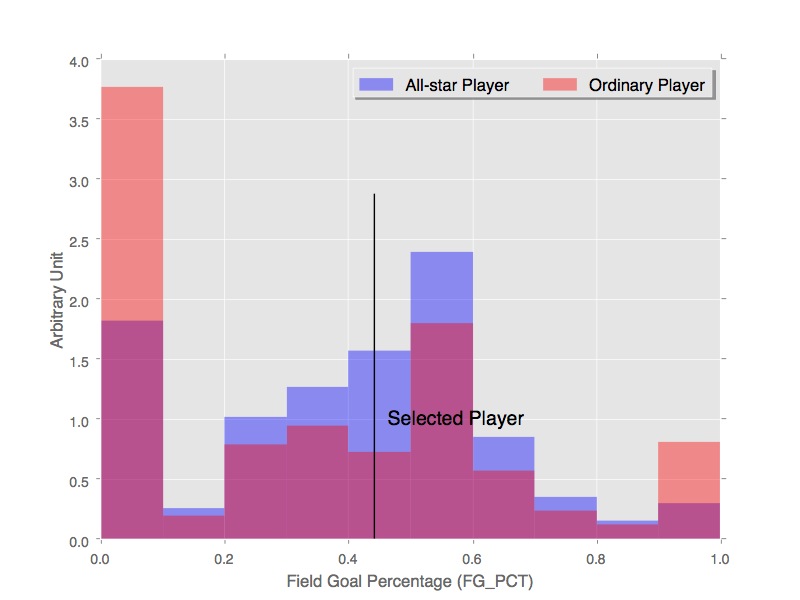 4.0
All-star Player Ordinary Player
3.5
3.0
2.5
Arbitrary Unit
2.0
1.5
1.0
Selected Player
0.5
0.0
0.0 0.2 0.4 0.6 0.8 1.0
Field Goal Percentage (FG_PCT)